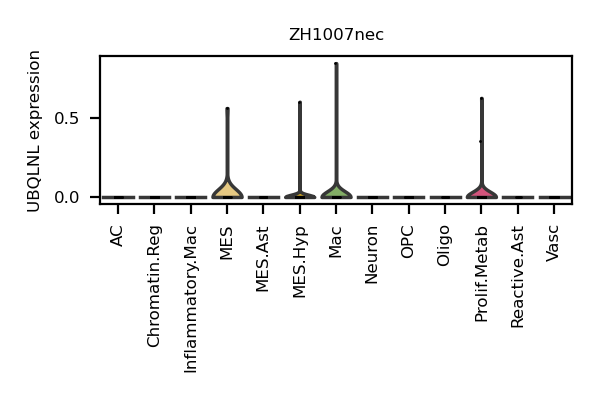 ZH1007nec
UBQLNL expression
0.5
0.0
AC
Chromatin.Reg
Inflammatory.Mac
MES
MES.Ast
MES.Hyp
Mac
Neuron
OPC
Oligo
Prolif.Metab
Reactive.Ast
Vasc